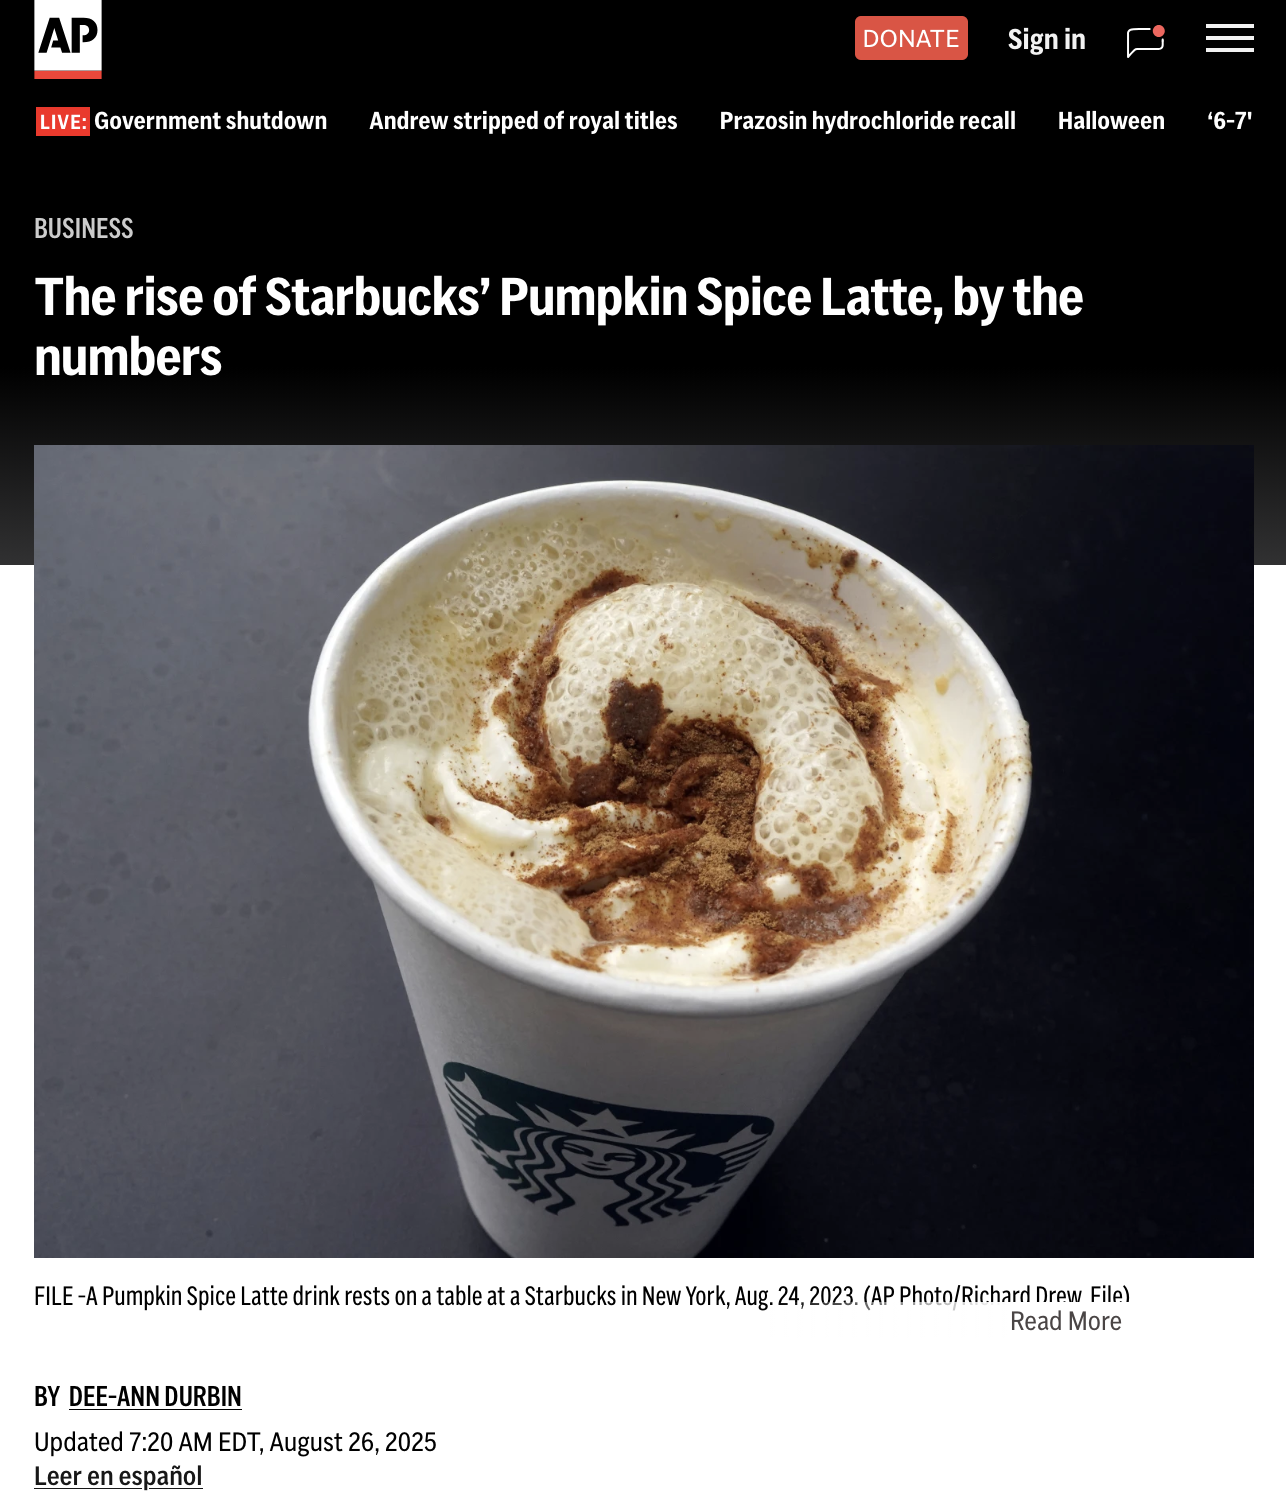 AP
DONATE
Sign in
LIVE: Government shutdown Andrew stripped of royal titles Prazosin hydrochloride recall Halloween ‘6-7'
BUSINESS
The rise of Starbucks’ Pumpkin Spice Latte, by the
numbers
FILE -A Pumpkin Spice Latte drink rests on a table at a Starbucks in New York, Aug. 24, 2023. (AP Photo/Richard Drew, File)
Read More
BY DEE-ANN DURBIN
Updated 7:20 AM EDT, August 26, 2025
Leer en español